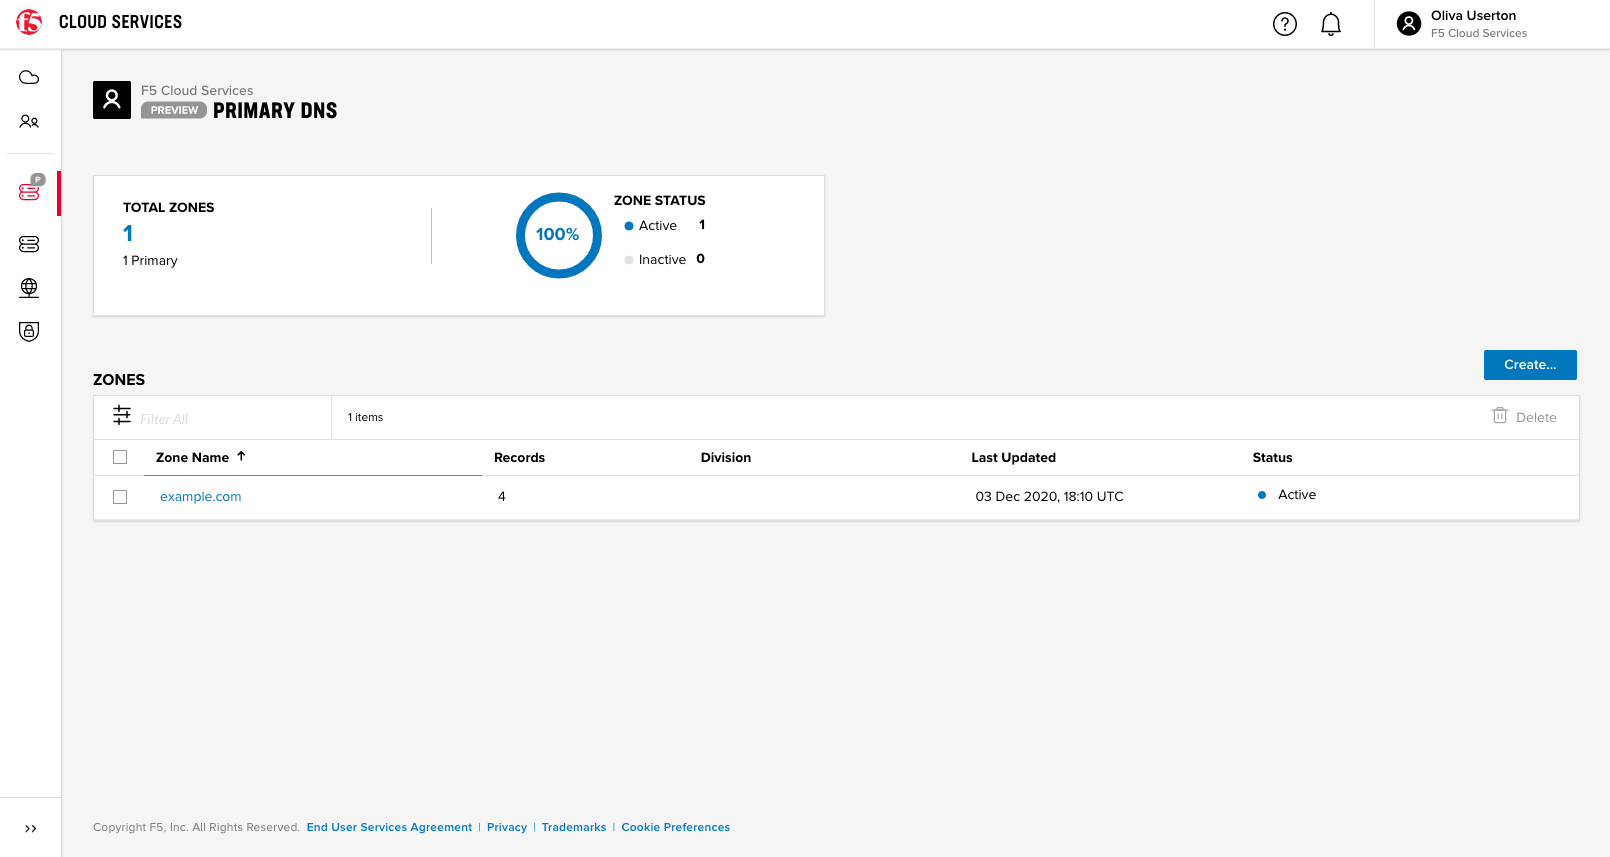 f5 CLOUD SERVICES
?
Oliva Userton
F5 Cloud Services
F5 Cloud Services
PREVIEW PRIMARY DNS
P
TOTAL ZONES
1
1 Primary
100%
ZONE STATUS
Active 1
Inactive 0
Create...
ZONES
Filter All
1 items
Delete
Zone Name ↑ Records Division Last Updated Status
example.com 4 03 Dec 2020, 18:10 UTC Active
Copyright F5, Inc. All Rights Reserved. End User Services Agreement | Privacy | Trademarks | Cookie Preferences